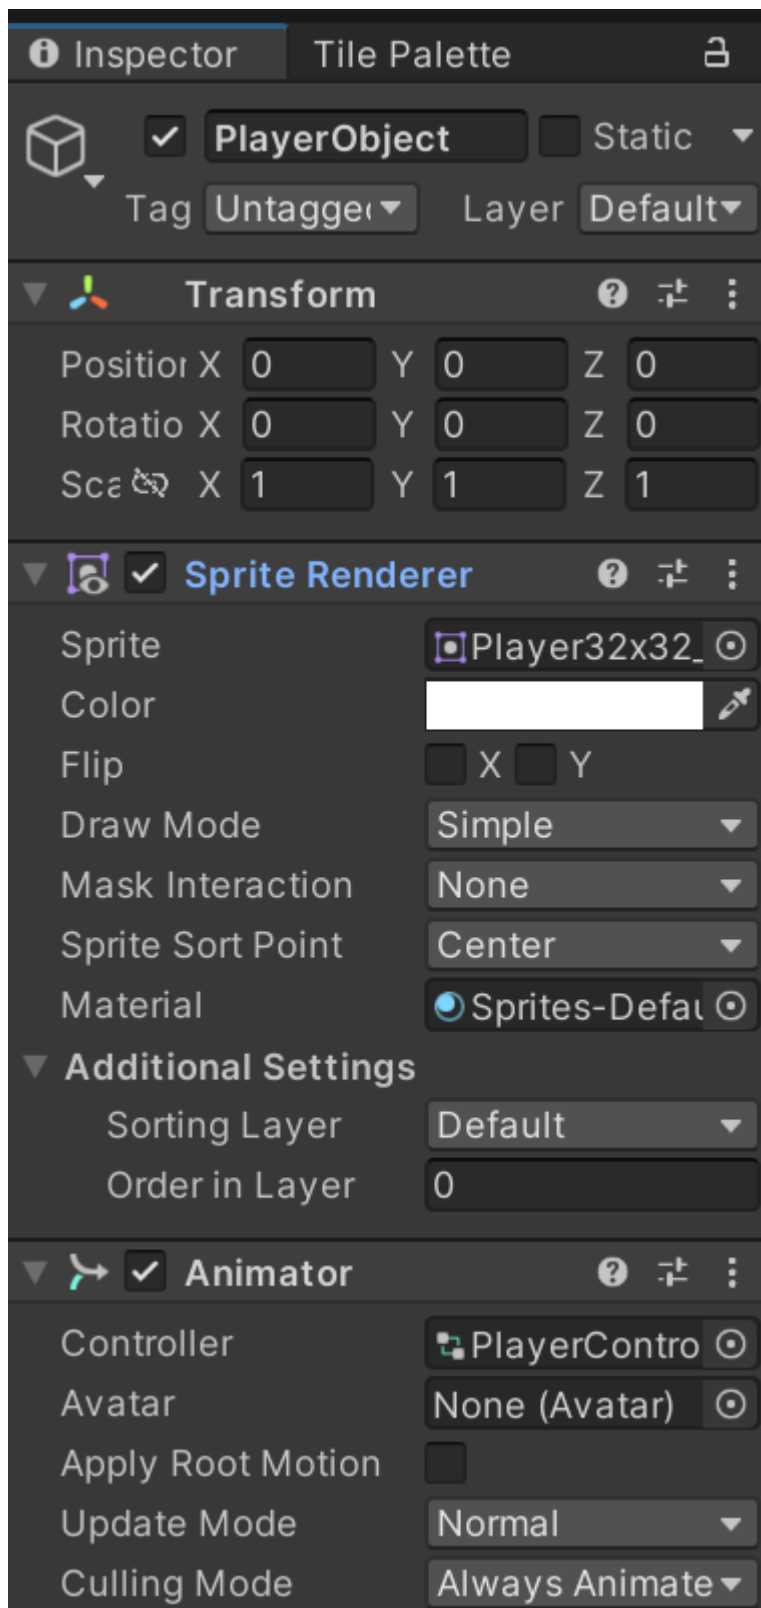 Inspector Tile Palette
PlayerObject Static
Tag Untagged Layer Default
Transform
Position X 0 Y 0 Z 0
Rotatio X 0 Y 0 Z 0
Sca X 1 Y 1 Z 1
Sprite Renderer
Sprite Player32x32_
Color
Flip X Y
Draw Mode Simple
Mask Interaction None
Sprite Sort Point Center
Material Sprites-Defau
Additional Settings
Sorting Layer Default
Order in Layer 0
Animator
Controller PlayerContro
Avatar None (Avatar)
Apply Root Motion
Update Mode Normal
Culling Mode Always Animate